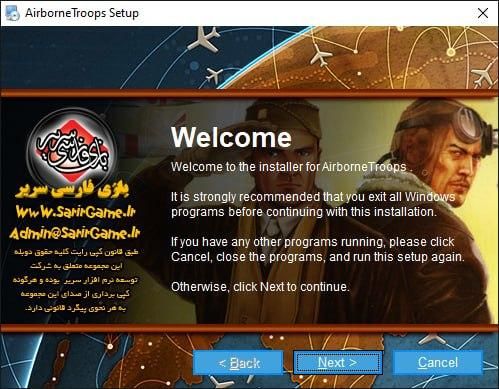 AirborneTroops Setup
بازی فارسی سریر
بازی فارسی سریر
Www.SarirGame.Ir
Admin@SarirGame.Ir
طبق قانون کپی رایت کلیه حقوق دوبله
این مجموعه متعلق به شرکت
توسعه نرم افزار سریر بوده و هرگونه
کپی برداری از صدای این مجموعه
به هر نحوی پیگرد قانونی دارد.
Welcome
Welcome to the installer for AirborneTroops .
It is strongly recommended that you exit all Windows
programs before continuing with this installation.
If you have any other programs running, please click
Cancel, close the programs, and run this setup again.
Otherwise, click Next to continue.
< Back
Next >
Cancel